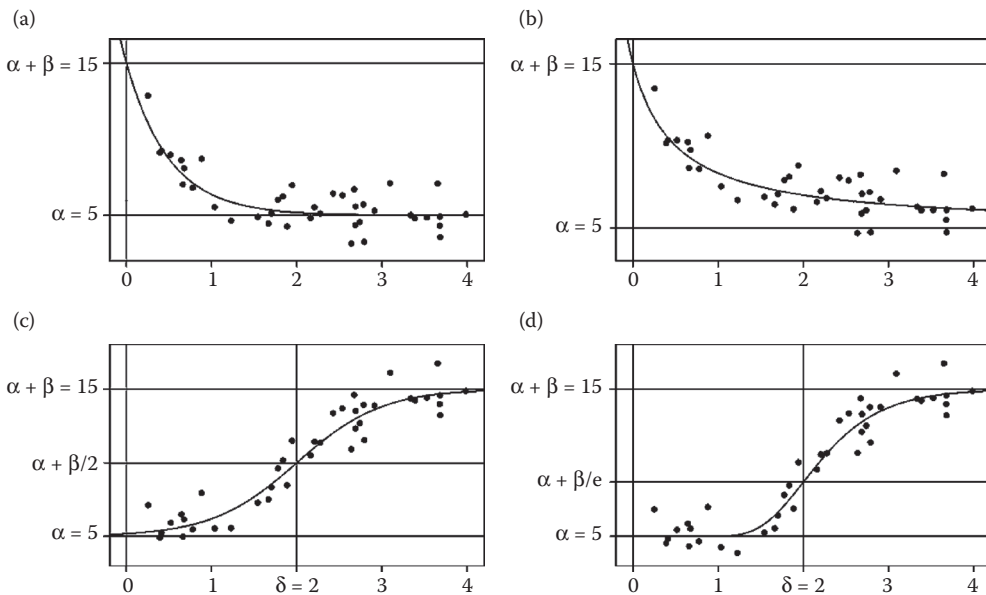 (a)
α + β = 15
α = 5
0 1 2 3 4
(b)
α + β = 15
α = 5
0 1 2 3 4
(c)
α + β = 15
α + β/2
α = 5
0 1 δ = 2 3 4
(d)
α + β = 15
α + β/e
α = 5
0 1 δ = 2 3 4